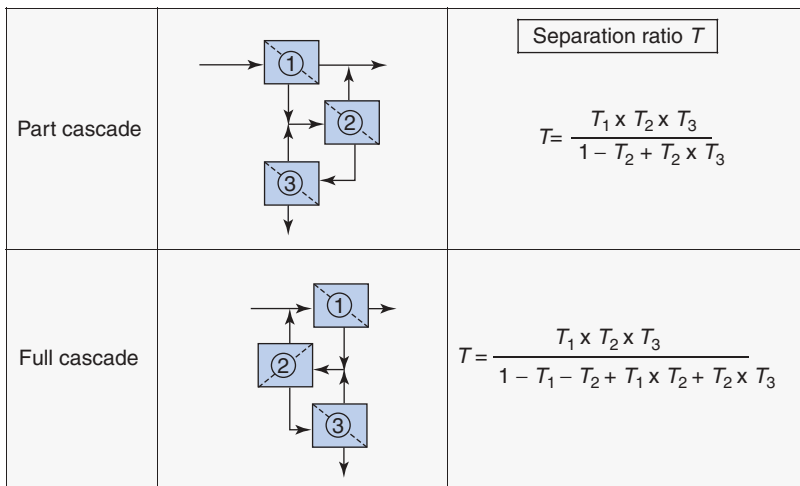 Separation ratio T
Part cascade
1
2
3
T= T₁ x T₂ x T₃
1 – T₂ + T₂ x T₃
Full cascade
1
2
3
T = T₁ x T₂ x T₃
1 – T₁ – T₂ + T₁ x T₂ + T₂ x T₃